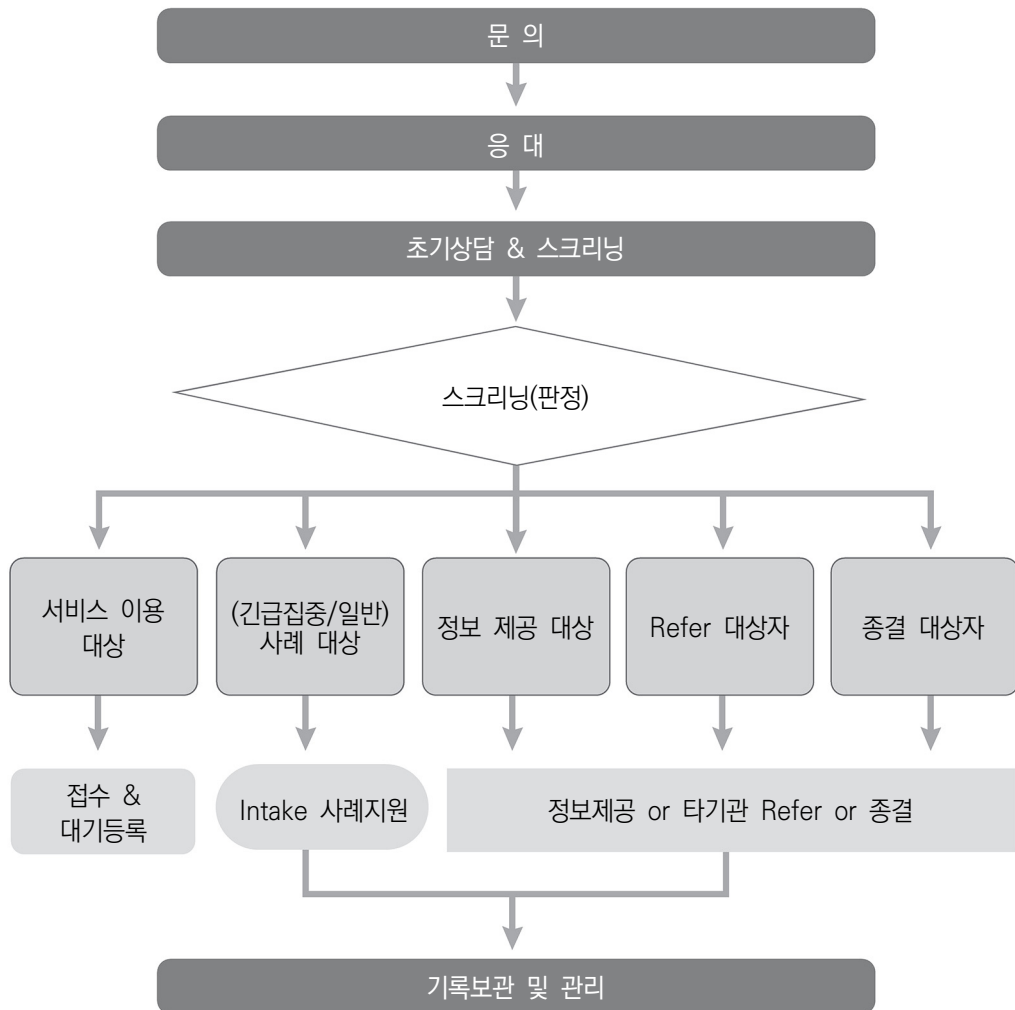 문 의
응 대
초기상담 & 스크리닝
스크리닝(판정)
서비스 이용
대상
(긴급집중/일반)
사례 대상
정보 제공 대상
Refer 대상자
종결 대상자
접수 &
대기등록
Intake 사례지원
정보제공 or 타기관 Refer or 종결
기록보관 및 관리